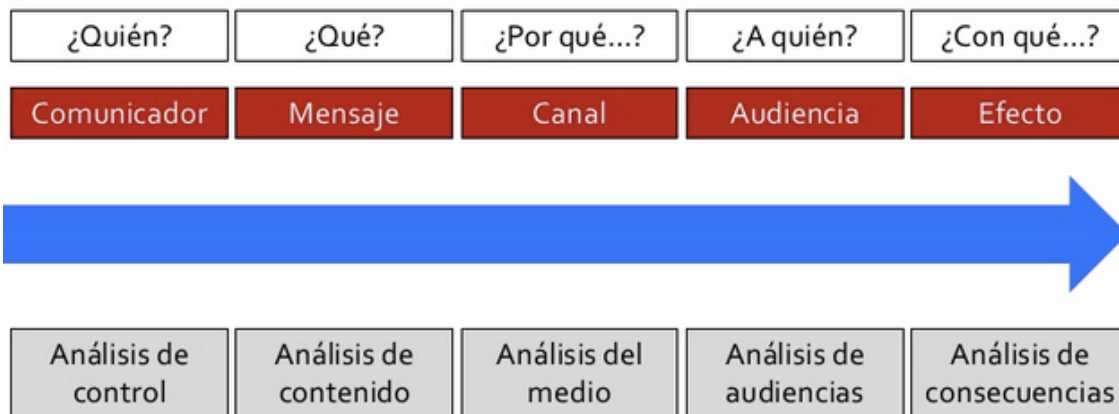 ¿Quién? ¿Qué? ¿Por qué...? ¿A quién? ¿Con qué...?
Comunicador Mensaje Canal Audiencia Efecto
Análisis de control
Análisis de contenido
Análisis del medio
Análisis de audiencias
Análisis de consecuencias